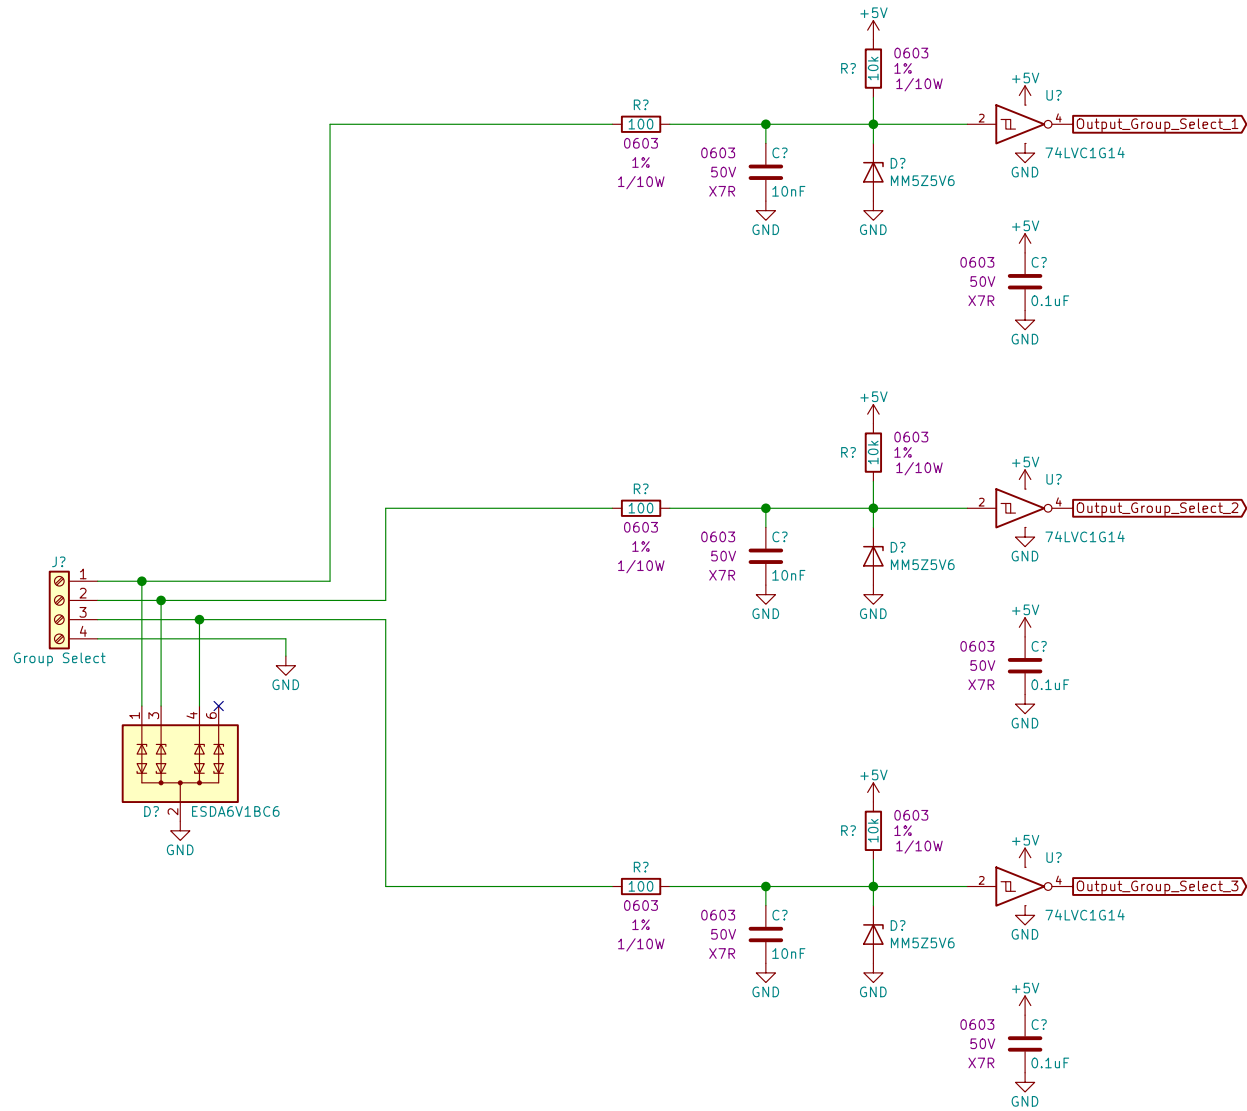 +5V
R?
10k
0603
1%
1/10W
+5V
U?
R?
100
0603
1%
1/10W
2
4
Output_Group_Select_1
74LVC1G14
GND
0603
50V
X7R
C?
10nF
GND
D?
MM5Z5V6
GND
+5V
0603
50V
X7R
C?
0.1uF
GND
+5V
R?
10k
0603
1%
1/10W
+5V
U?
R?
100
0603
1%
1/10W
2
4
Output_Group_Select_2
74LVC1G14
GND
0603
50V
X7R
C?
10nF
GND
D?
MM5Z5V6
GND
J?
1
2
3
4
Group Select
GND
1
3
4
6
D?
2
ESDA6V1BC6
GND
+5V
0603
50V
X7R
C?
0.1uF
GND
+5V
R?
10k
0603
1%
1/10W
+5V
U?
R?
100
0603
1%
1/10W
2
4
Output_Group_Select_3
74LVC1G14
GND
0603
50V
X7R
C?
10nF
GND
D?
MM5Z5V6
GND
+5V
0603
50V
X7R
C?
0.1uF
GND